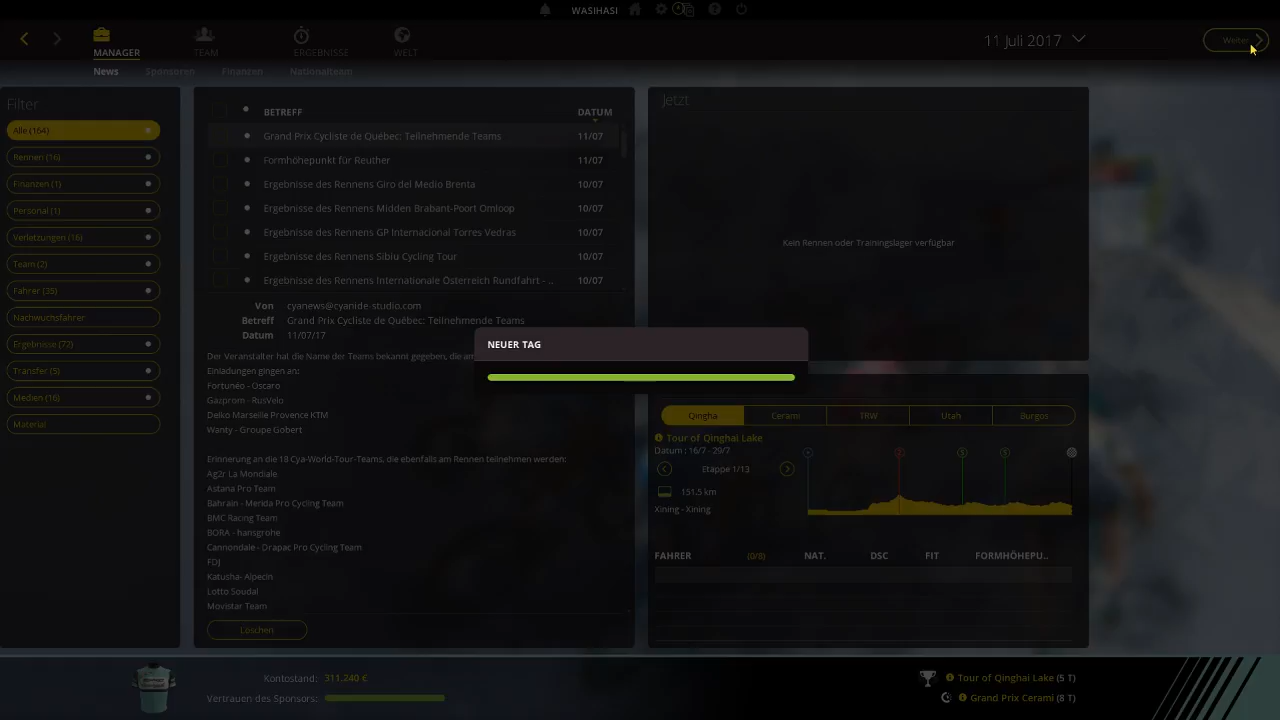 WASIHASI
MANAGER
TEAM
ERGEBNISSE
WELT
11 Juli 2017
Weiter
News
Sponsoren
Finanzen
Nationalteam
Filter
Alle (164)
Rennen (16)
Finanzen (1)
Personal (1)
Verletzungen (16)
Team (2)
Fahrer (35)
Nachwuchsfahrer
Ergebnisse (72)
Transfer (5)
Medien (16)
Material
BETREFF DATUM
Grand Prix Cycliste de Québec: Teilnehmende Teams 11/07
Formhöhepunkt für Reuther 11/07
Ergebnisse des Rennens Giro del Medio Brenta 10/07
Ergebnisse des Rennens Midden Brabant-Poort Omloop 10/07
Ergebnisse des Rennens GP Internacional Torres Vedras 10/07
Ergebnisse des Rennens Sibiu Cycling Tour 10/07
Ergebnisse des Rennens Internationale Österreich Rundfahrt - .. 10/07
Von cyanews@cyanide-studio.com
Betreff Grand Prix Cycliste de Québec: Teilnehmende Teams
Datum 11/07/17
Der Veranstalter hat die Name der Teams bekannt gegeben, die am
Einladungen gingen an:
Fortunéo - Oscaro
Gazprom - RusVelo
Delko Marseille Provence KTM
Wanty - Groupe Gobert
Erinnerung an die 18 Cya-World-Tour-Teams, die ebenfalls am Rennen teilnehmen werden:
Ag2r La Mondiale
Astana Pro Team
Bahrain - Merida Pro Cycling Team
BMC Racing Team
BORA - hansgrohe
Cannondale - Drapac Pro Cycling Team
FDJ
Katusha- Alpecin
Lotto Soudal
Movistar Team
Löschen
NEUER TAG
Jetzt
Kein Rennen oder Trainingslager verfügbar
Qingha
Cerami
TRW
Utah
Burgos
Tour of Qinghai Lake
Datum : 16/7 - 29/7
Etappe 1/13
151,5 km
Xining - Xining
FAHRER (0/8) NAT. DSC FIT FORMHÖHEPU..
Kontostand: 311.240 €
Vertrauen des Sponsors:
Tour of Qinghai Lake (5 T)
Grand Prix Cerami (8 T)